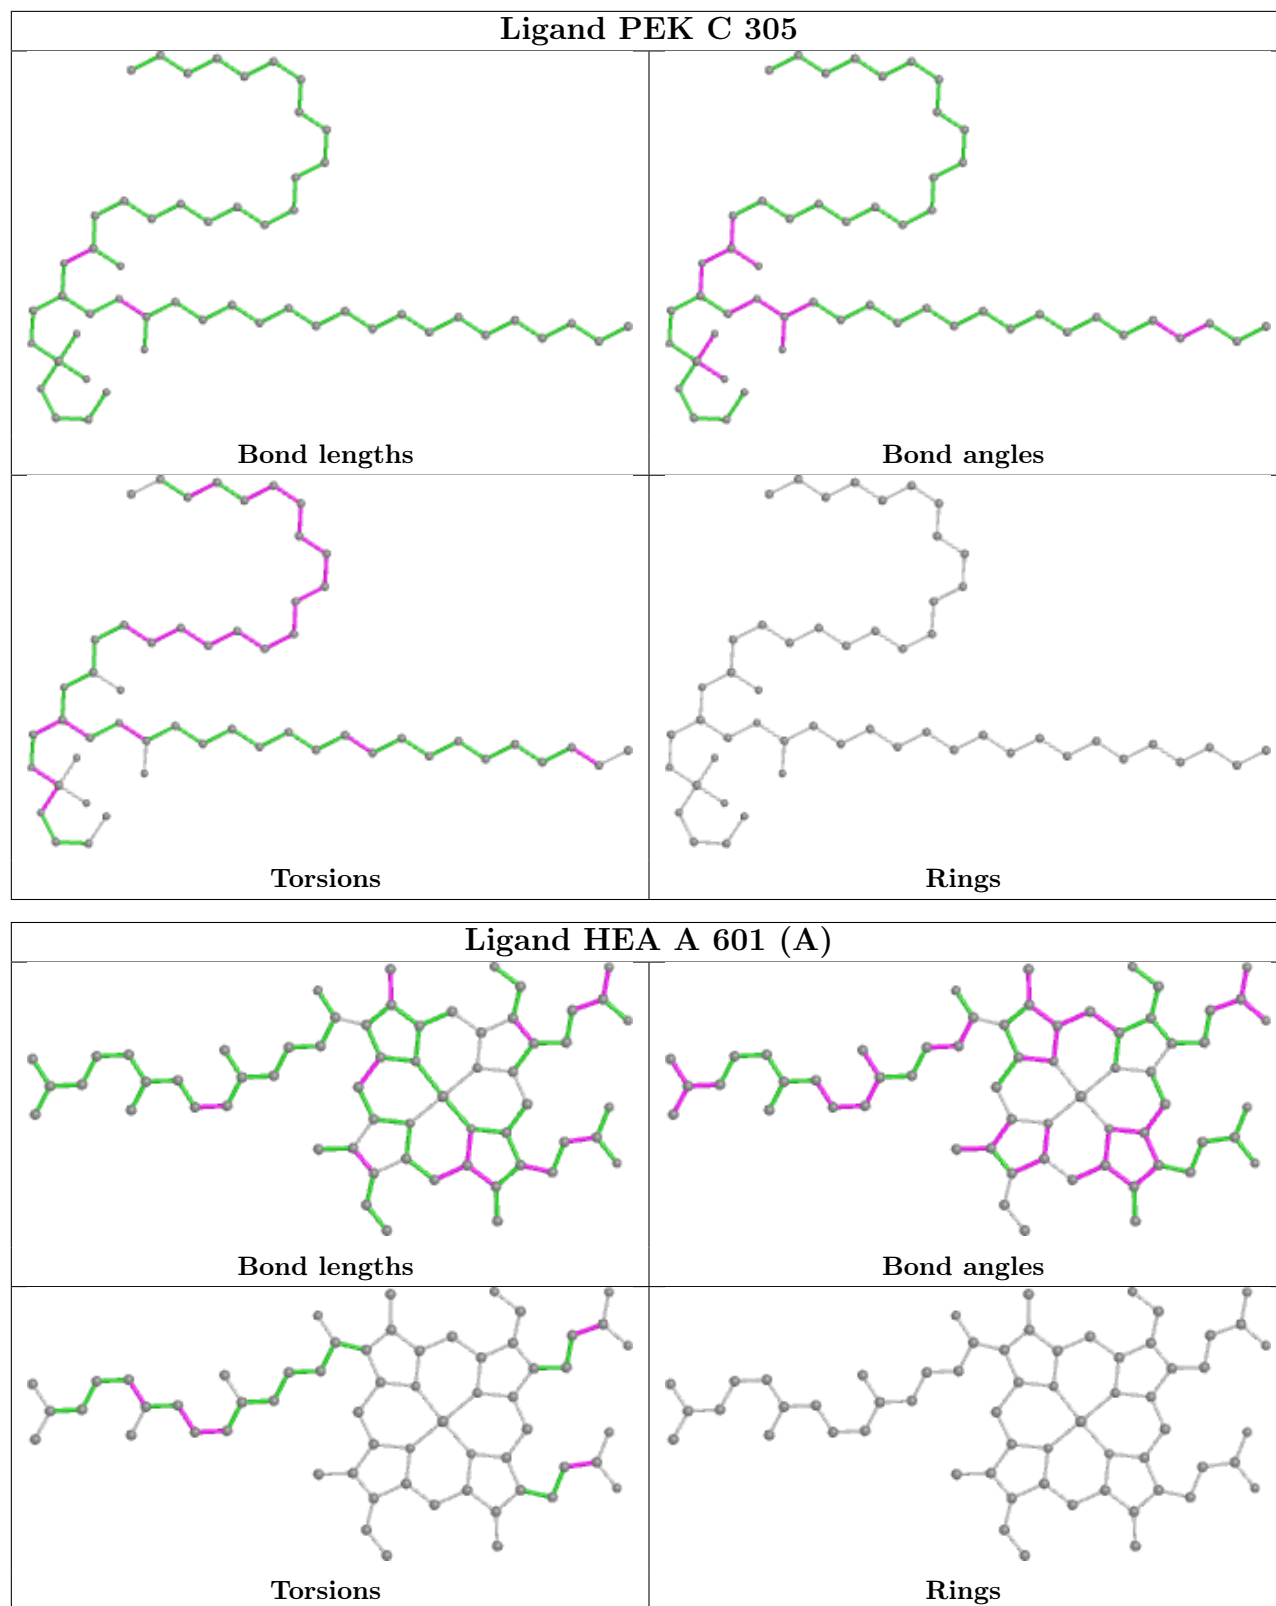 Ligand PEK C 305
Bond lengths
Bond angles
Torsions
Rings
Ligand HEA A 601 (A)
Bond lengths
Bond angles
Torsions
Rings